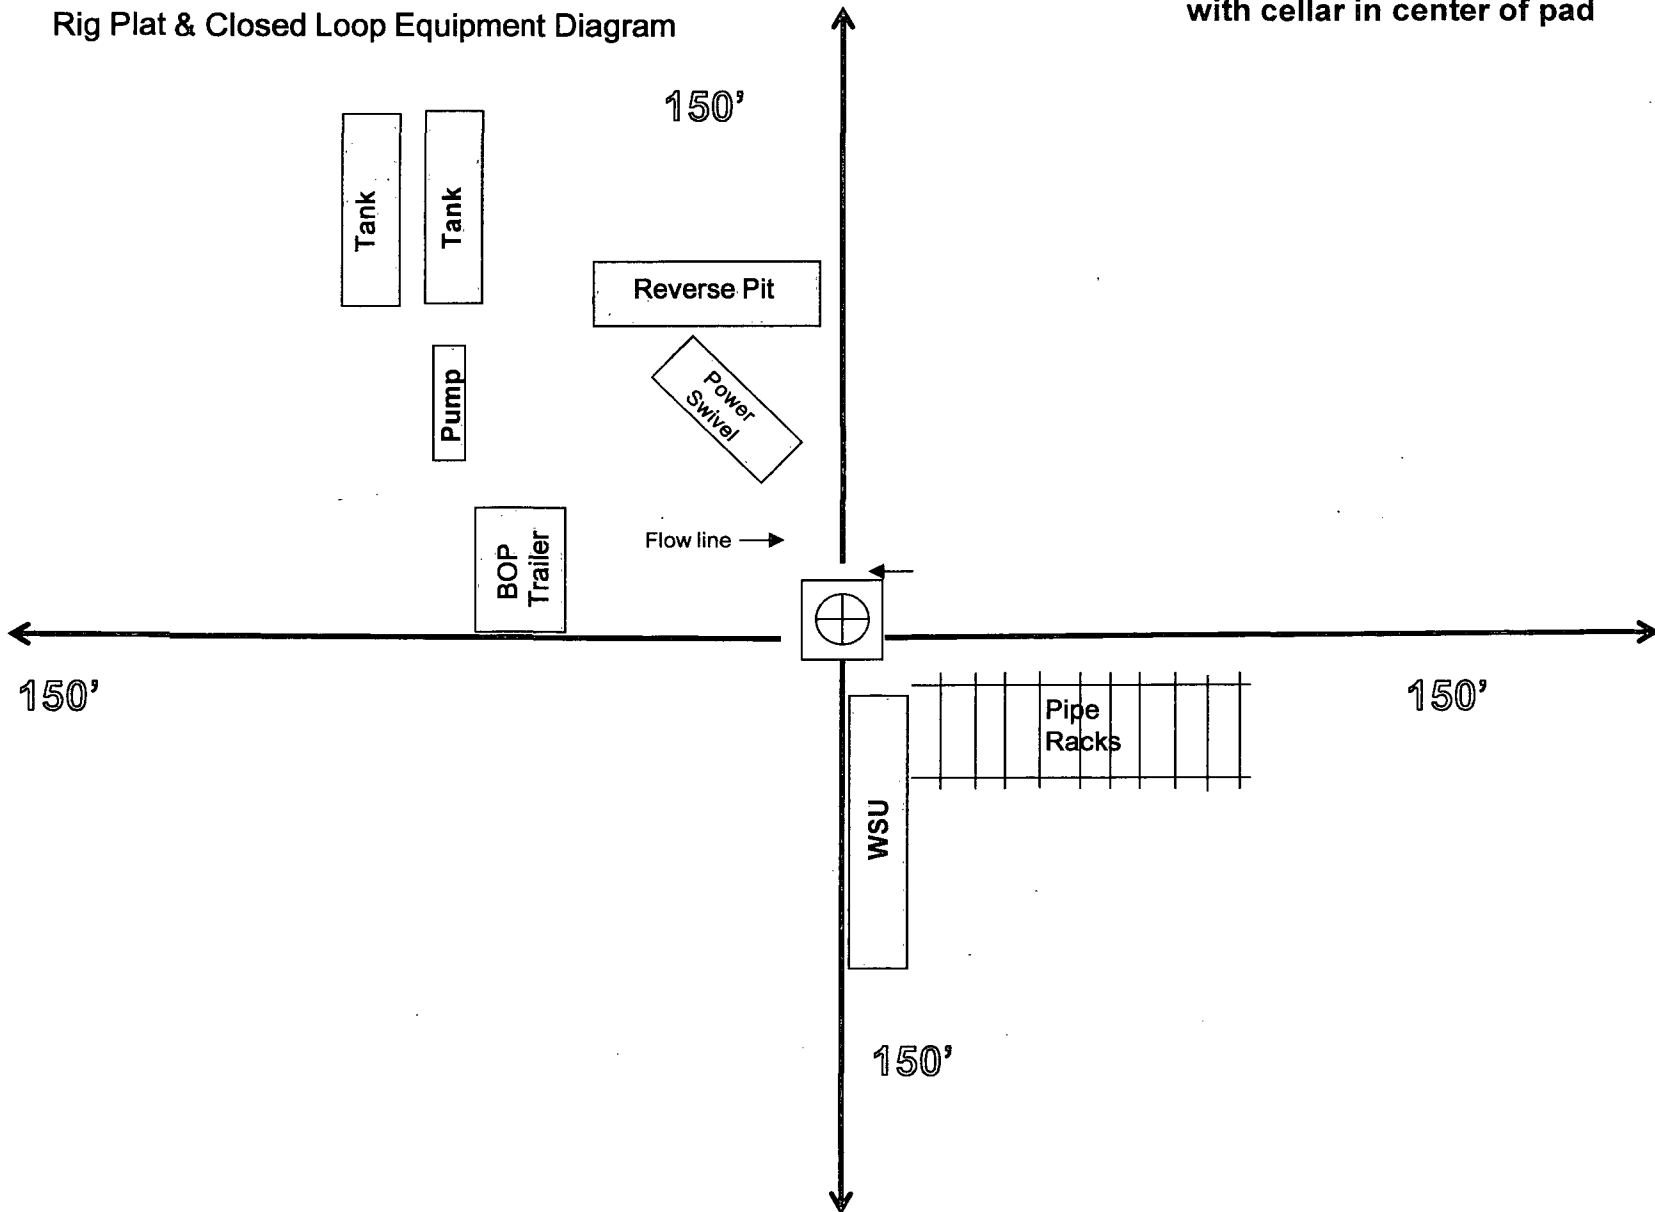 Rig Plat & Closed Loop Equipment Diagram
with cellar in center of pad
150’
Tank
Tank
Reverse Pit
Pump
Power
Swivel
BOP
Trailer
Flow line
150’
150’
Pipe
Racks
WSU
150’